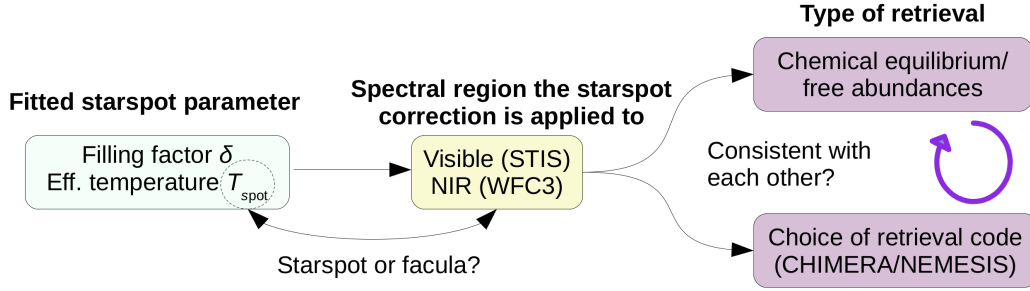 Fitted starspot parameter
Filling factor δ
Eff. temperature T spot
Spectral region the starspot
correction is applied to
Visible (STIS)
NIR (WFC3)
Starspot or facula?
Type of retrieval
Chemical equilibrium/
free abundances
Consistent with
each other?
Choice of retrieval code
(CHIMERA/NEMESIS)